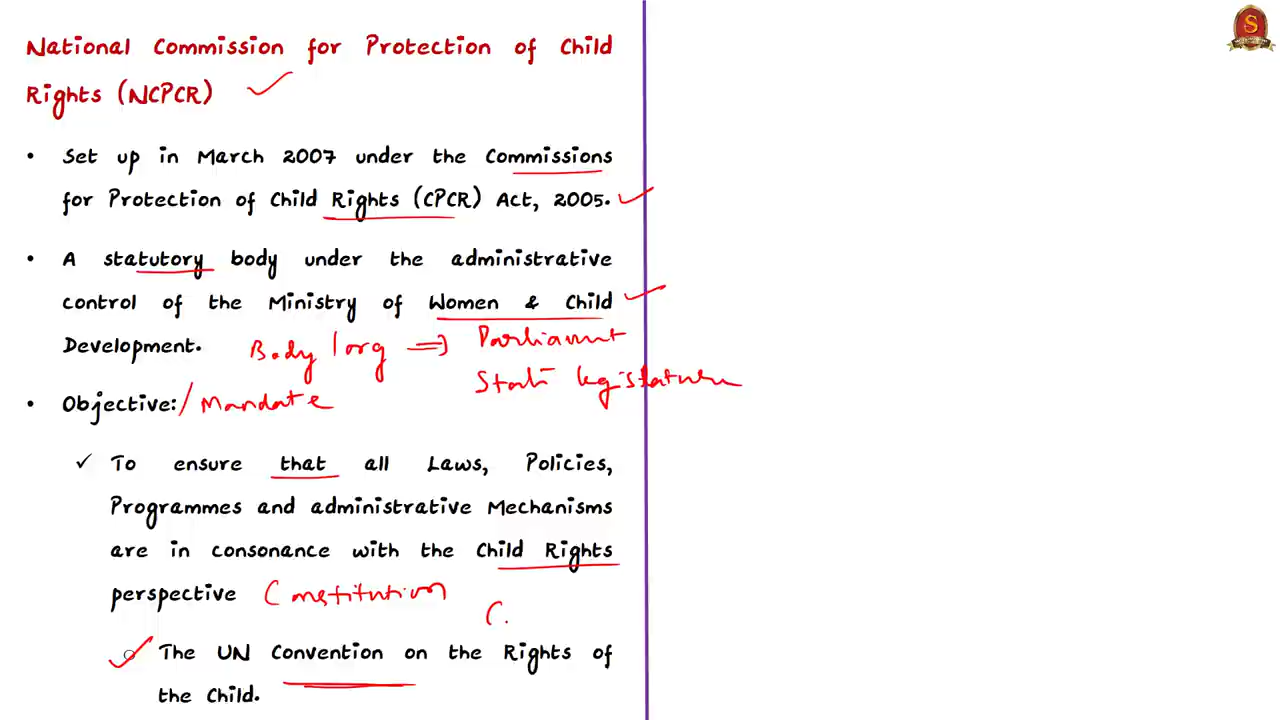 National Commission for Protection of Child
Rights (NCPCR)
• Set up in March 2007 under the Commissions
for Protection of Child Rights (CPCR) Act, 2005.
• A statutory body under the administrative
control of the Ministry of Women & Child
Development.
Body / org ⇒ Parliament
State legislature
• Objective: / Mandate
✓ To ensure that all Laws, Policies,
Programmes and administrative Mechanisms
are in consonance with the Child Rights
perspective Constitution
(.
The UN Convention on the Rights of
the Child.
S